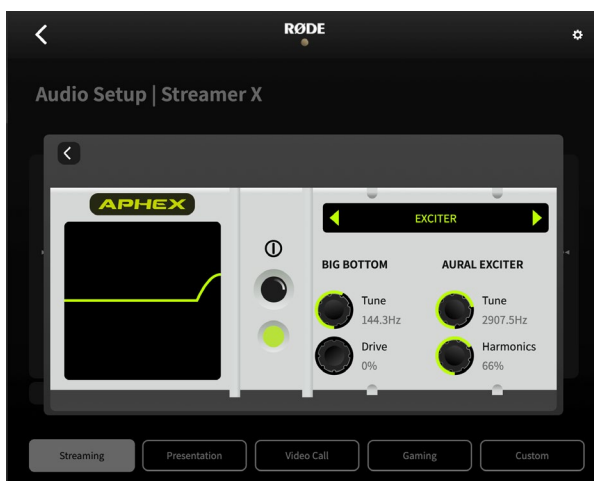 RØDE
Audio Setup | Streamer X
APHEX
EXCITER
BIG BOTTOM
AURAL EXCITER
Tune
144.3Hz
Tune
2907.5Hz
Drive
0%
Harmonics
66%
Streaming
Presentation
Video Call
Gaming
Custom